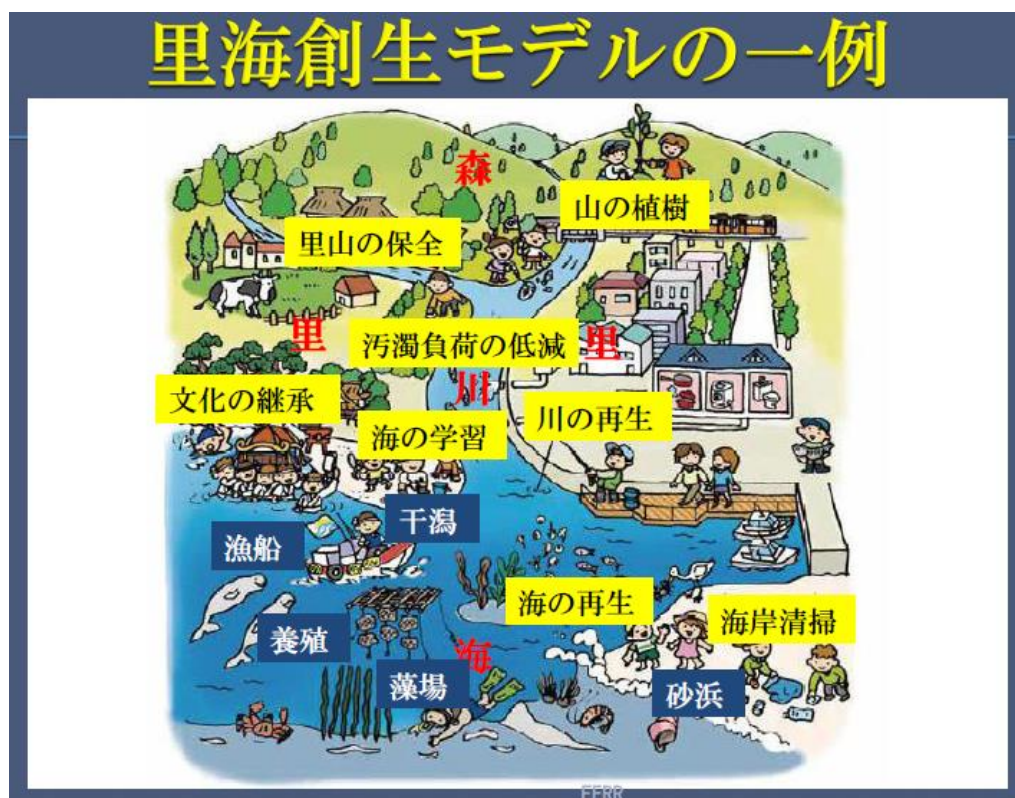 里海創生モデルの一例
森
山の植樹
里山の保全
里
汚濁負荷の低減
里
川
文化の継承
海の学習
川の再生
干潟
漁船
海の再生
海岸清掃
養殖
海
藻場
砂浜